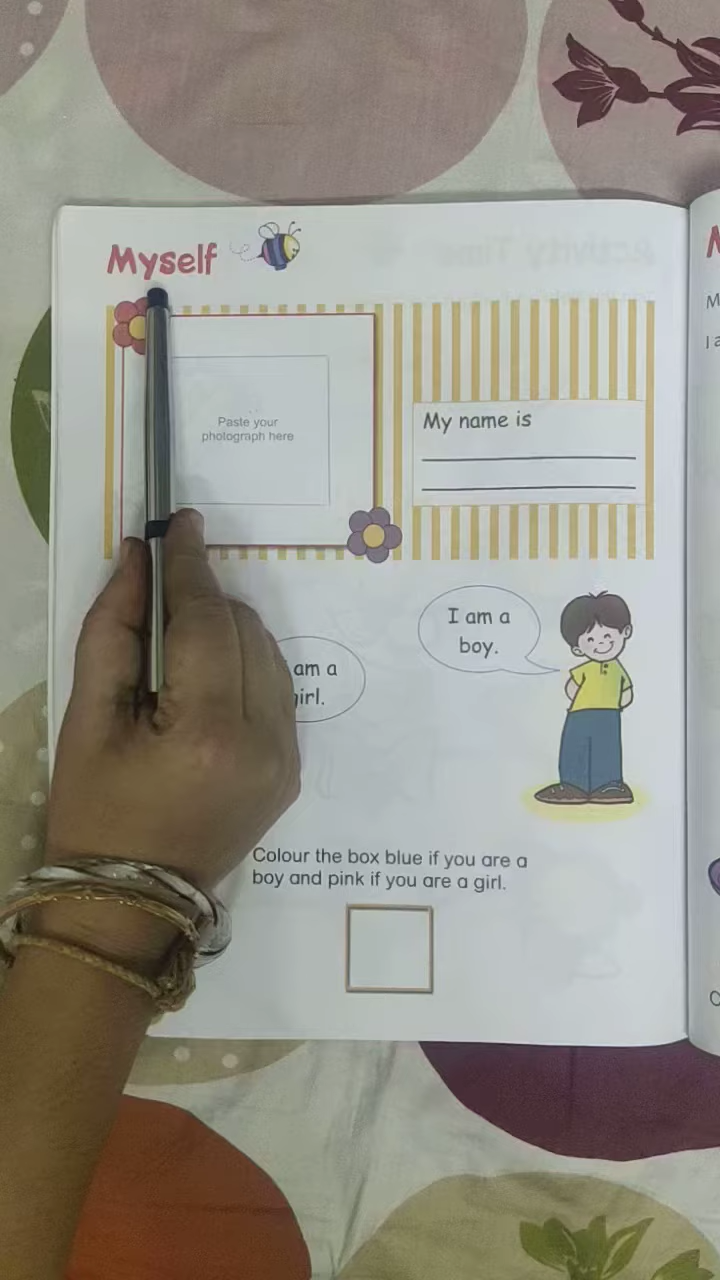 Myself
Paste your
photograph here
My name is
I am a
boy.
am a
girl.
Colour the box blue if you are a
boy and pink if you are a girl.